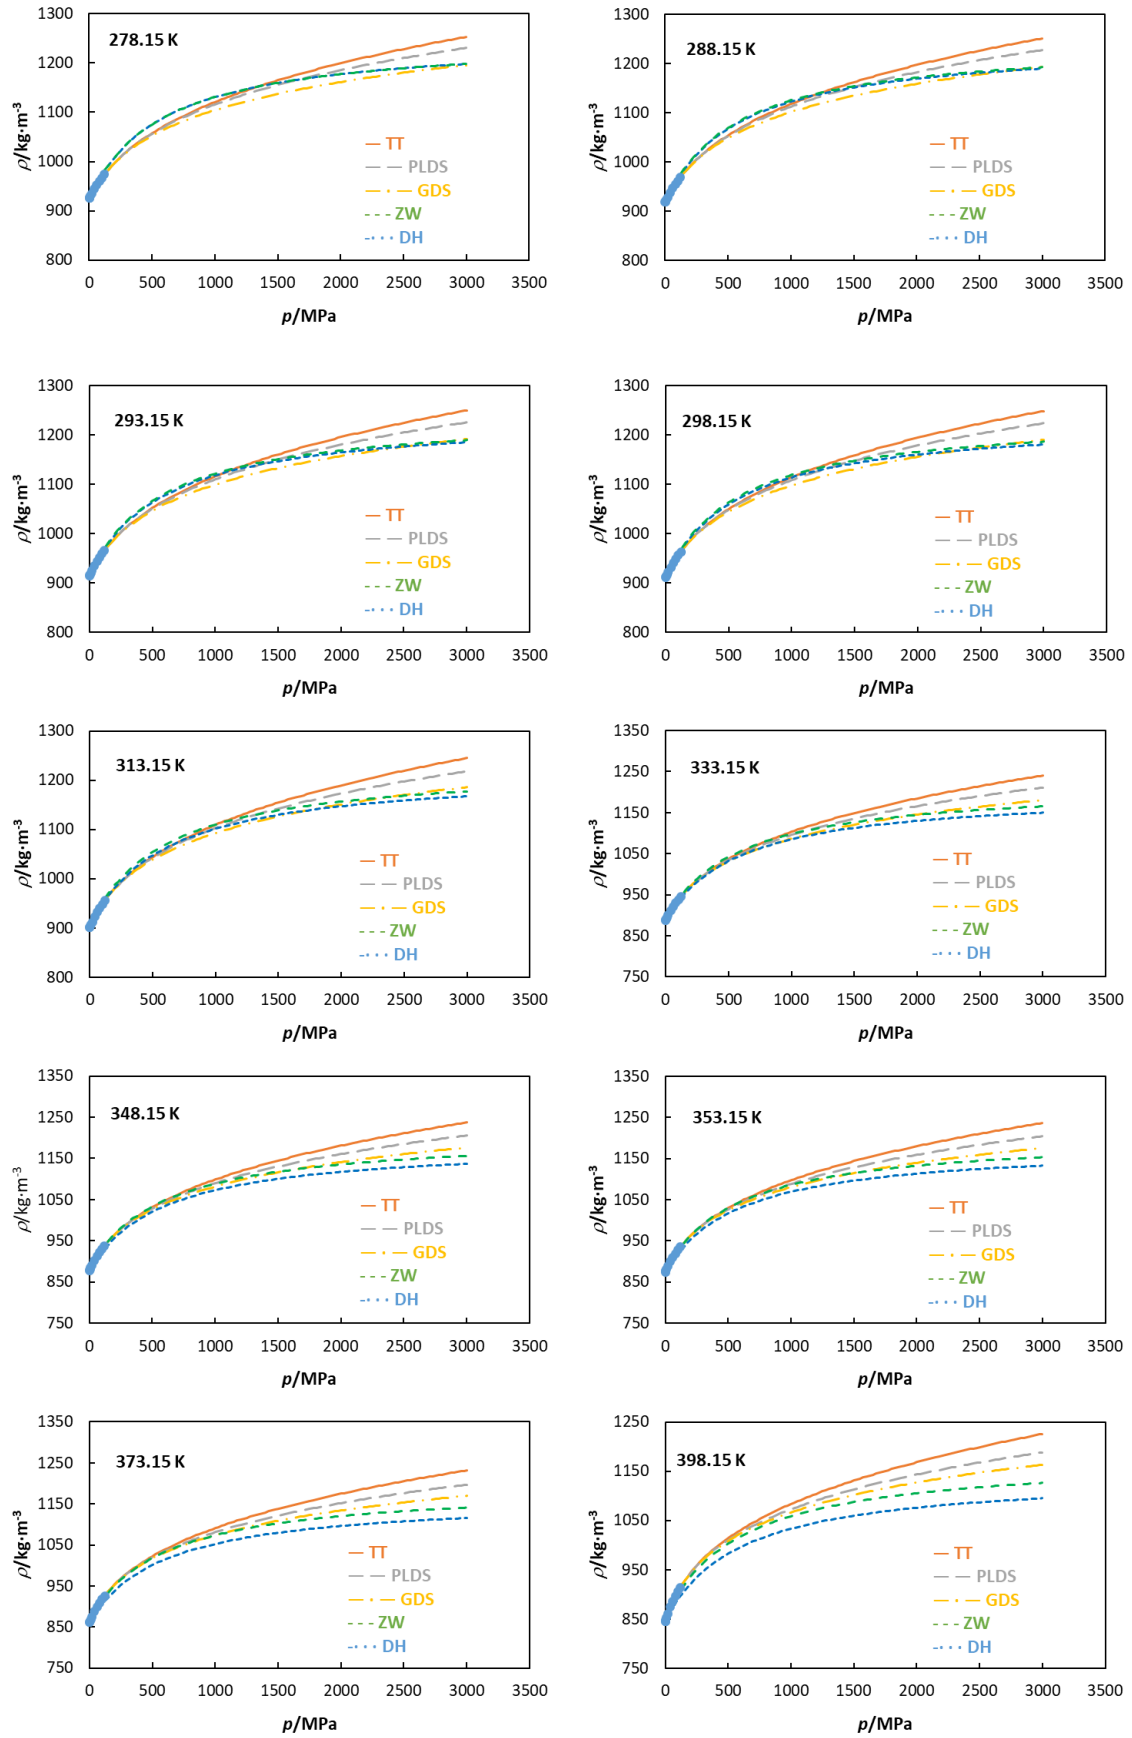 278.15 K
ρ/kg·m⁻³
1300
1200
1100
1000
900
800
TT
PLDS
GDS
ZW
DH
0 500 1000 1500 2000 2500 3000 3500
p/MPa
288.15 K
ρ/kg·m⁻³
1300
1200
1100
1000
900
800
TT
PLDS
GDS
ZW
DH
0 500 1000 1500 2000 2500 3000 3500
p/MPa
293.15 K
ρ/kg·m⁻³
1300
1200
1100
1000
900
800
TT
PLDS
GDS
ZW
DH
0 500 1000 1500 2000 2500 3000 3500
p/MPa
298.15 K
ρ/kg·m⁻³
1300
1200
1100
1000
900
800
TT
PLDS
GDS
ZW
DH
0 500 1000 1500 2000 2500 3000 3500
p/MPa
313.15 K
ρ/kg·m⁻³
1300
1200
1100
1000
900
800
TT
PLDS
GDS
ZW
DH
0 500 1000 1500 2000 2500 3000 3500
p/MPa
333.15 K
ρ/kg·m⁻³
1350
1250
1150
1050
950
850
750
TT
PLDS
GDS
ZW
DH
0 500 1000 1500 2000 2500 3000 3500
p/MPa
348.15 K
ρ/kg·m⁻³
1350
1250
1150
1050
950
850
750
TT
PLDS
GDS
ZW
DH
0 500 1000 1500 2000 2500 3000 3500
p/MPa
353.15 K
ρ/kg·m⁻³
1350
1250
1150
1050
950
850
750
TT
PLDS
GDS
ZW
DH
0 500 1000 1500 2000 2500 3000 3500
p/MPa
373.15 K
ρ/kg·m⁻³
1350
1250
1150
1050
950
850
750
TT
PLDS
GDS
ZW
DH
0 500 1000 1500 2000 2500 3000 3500
p/MPa
398.15 K
ρ/kg·m⁻³
1250
1150
1050
950
850
750
TT
PLDS
GDS
ZW
DH
0 500 1000 1500 2000 2500 3000 3500
p/MPa